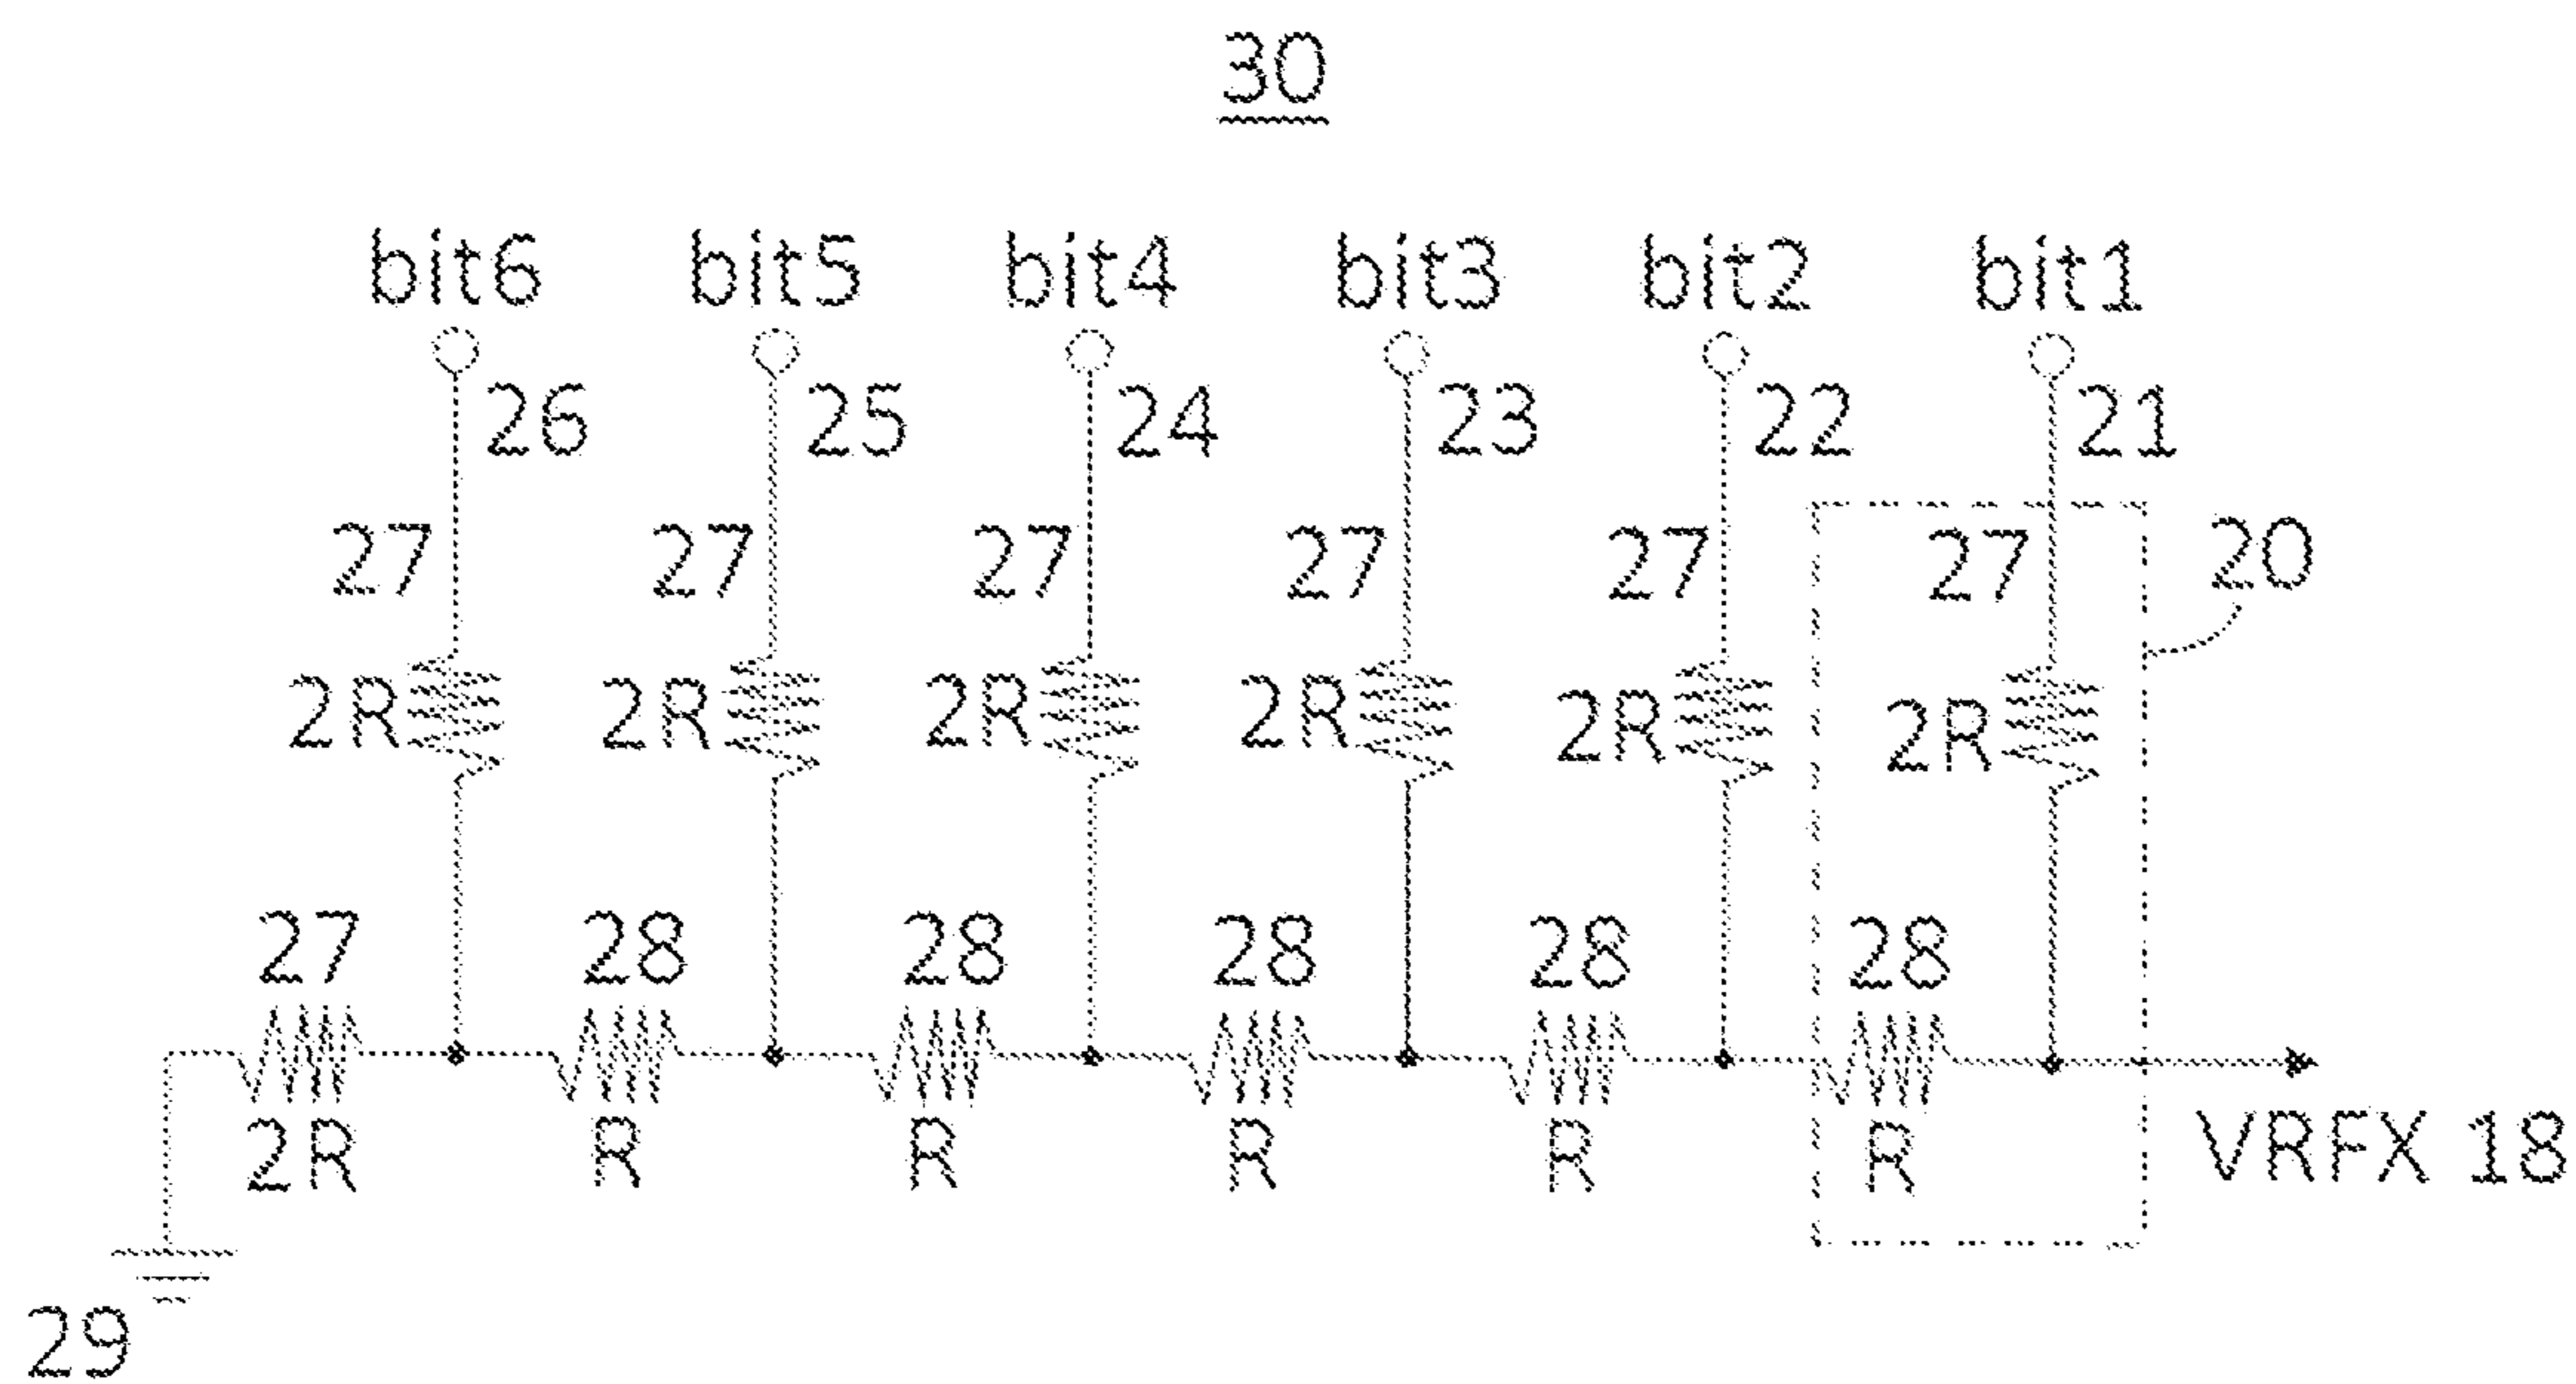 30
bit6 bit5 bit4 bit3 bit2 bit1
26 25 24 23 22 21
27 27 27 27 27 27 20
2R 2R 2R 2R 2R 2R
27 28 28 28 28 28
2R R R R R R VRFX 18
29